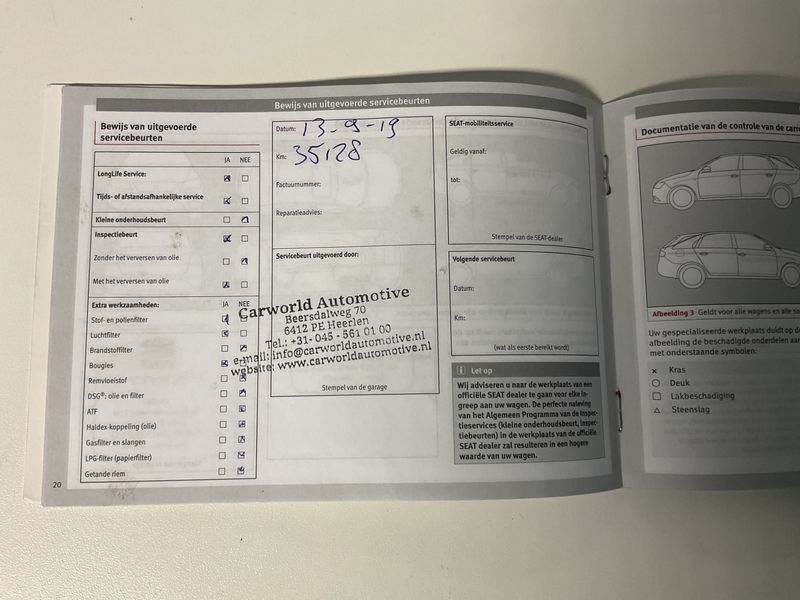 Bewijs van uitgevoerde servicebeurten
Bewijs van uitgevoerde
servicebeurten
JA NEE
LongLife Service:
Tijds- of afstandsafhankelijke service
Kleine onderhoudsbeurt
Inspectiebeurt
Zonder het verversen van olie
Met het verversen van olie
Extra werkzaamheden: JA NEE
Stof- en pollenfilter
Luchtfilter
Brandstoffilter
Bougies
Remvloeistof
DSG®: olie en filter
ATF
Haldex-koppeling (olie)
Gasfilter en slangen
LPG-filter (papierfilter)
Getande riem
20
Datum: 13-9-19
Km: 35128
Factuurnummer:
Reparatieadvies:
Servicebeurt uitgevoerd door:
Carworld Automotive
Beersdalweg 70
6412 PE Heerlen
Tel.: +31- 045 - 561 01 00
e-mail: info@carworldautomotive.nl
website: www.carworldautomotive.nl
Stempel van de garage
SEAT-mobiliteitsservice
Geldig vanaf:
tot:
Stempel van de SEAT-dealer
Volgende servicebeurt
Datum:
Km:
(wat als eerste bereikt wordt)
i Let op
Wij adviseren u naar de werkplaats van een
officiële SEAT dealer te gaan voor elke in-
greep aan uw wagen. De perfecte naleving
van het Algemeen Programma van de Inspec-
tieservices (kleine onderhoudsbeurt, inspec-
tiebeurten) in de werkplaats van de officiële
SEAT dealer zal resulteren in een hogere
waarde van uw wagen.
Documentatie van de controle van de
Afbeelding 3 Geldt voor alle wagens en alle
Uw gespecialiseerde werkplaats duidt op de
afbeelding de beschadigde onderdelen
met onderstaande symbolen:
Kras
Deuk
Lakbeschadiging
Steenslag